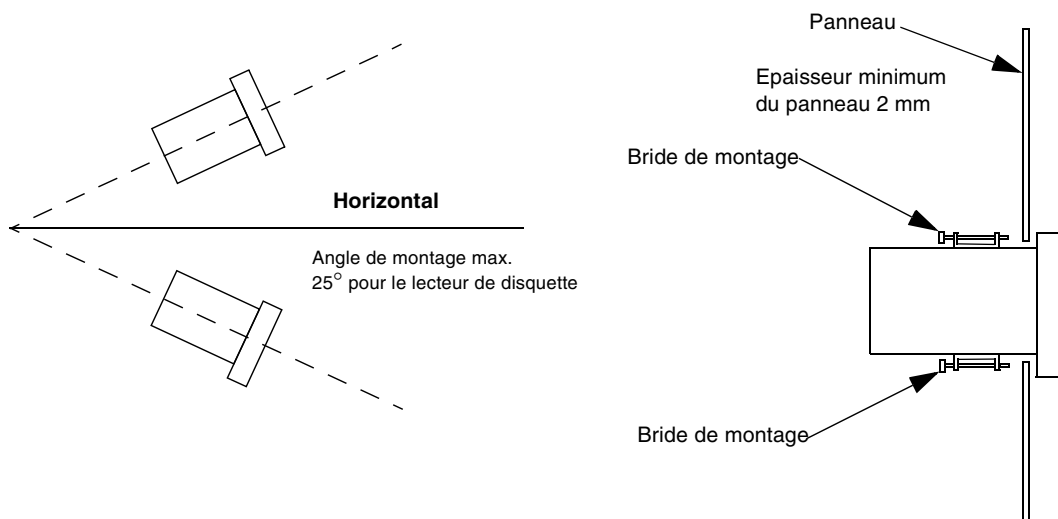 Horizontal
Angle de montage max.
25° pour le lecteur de disquette
Panneau
Epaisseur minimum
du panneau 2 mm
Bride de montage
Bride de montage